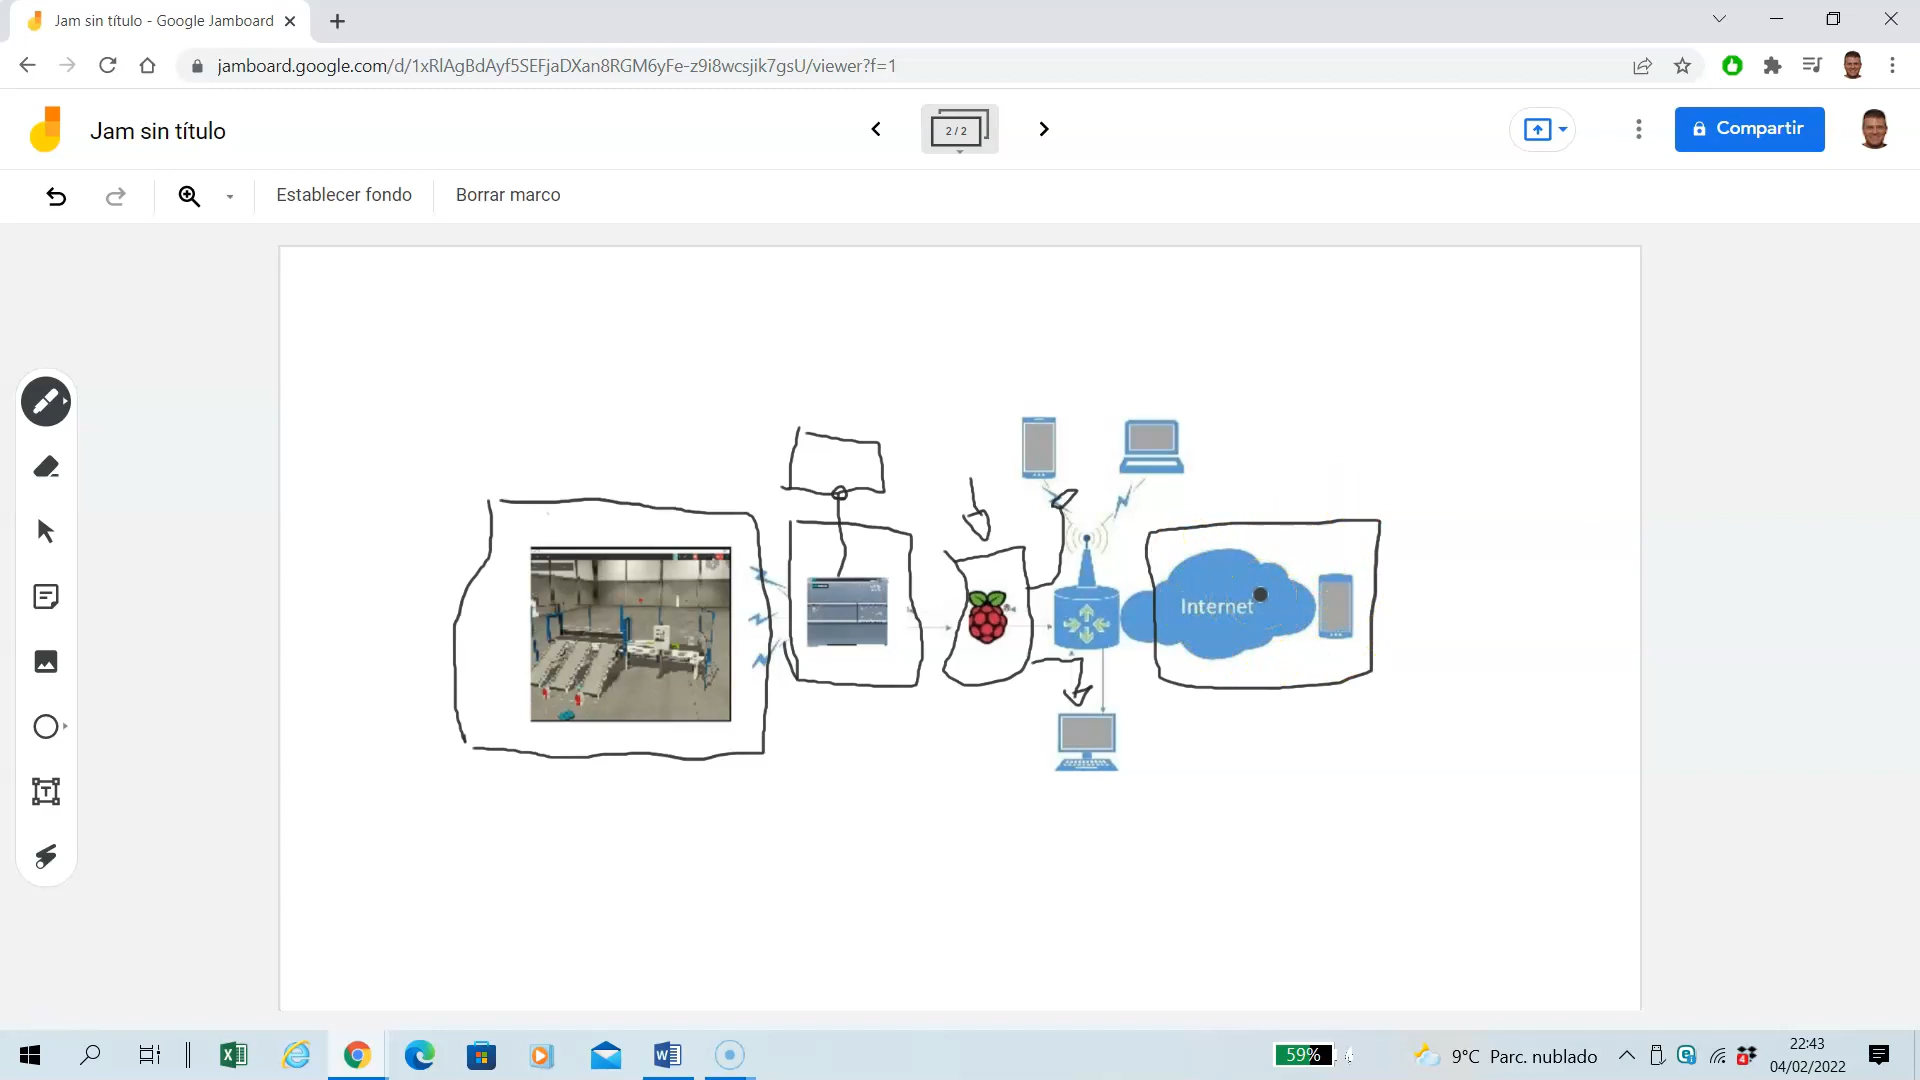 Jam sin título - Google Jamboard
jamboard.google.com/d/1xRlAgBdAyf5SEFjaDXan8RGM6yFe-z9i8wcsjik7gsU/viewer?f=1
Jam sin título
2 / 2
Compartir
Establecer fondo
Borrar marco
Internet
59%
9°C Parc. nublado
22:43
04/02/2022